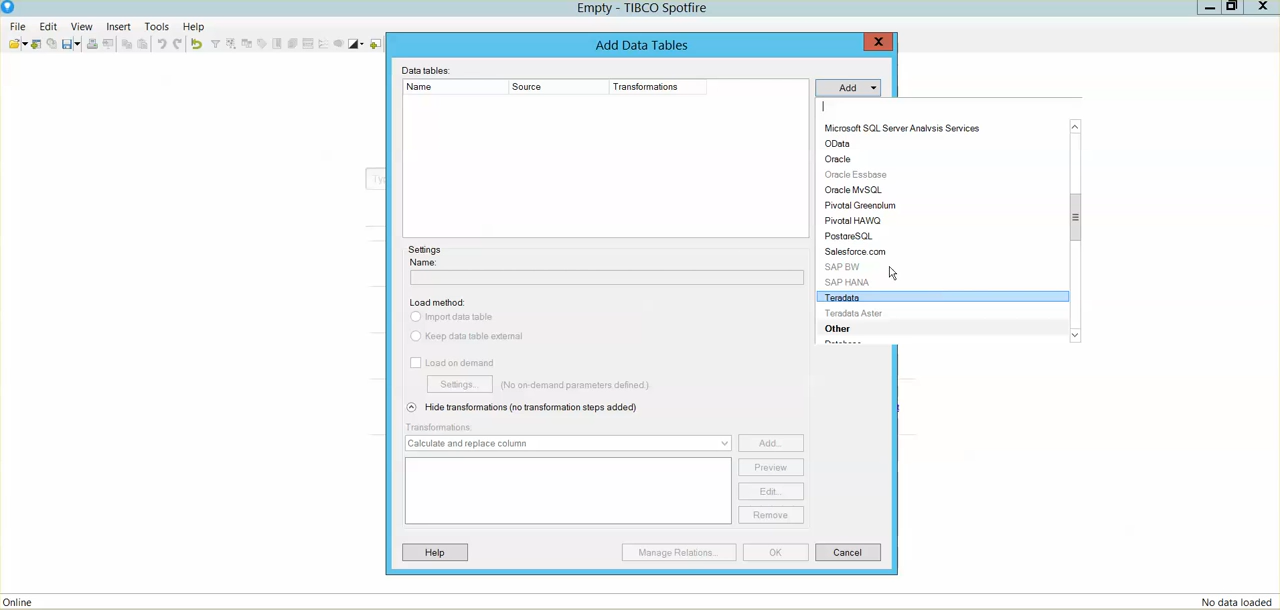 Empty - TIBCO Spotfire
File Edit View Insert Tools Help
Add Data Tables
Data tables:
Name Source Transformations
Add
Microsoft SQL Server Analysis Services
OData
Oracle
Oracle Essbase
Oracle MySQL
Pivotal Greenplum
Pivotal HAWQ
PostgreSQL
Salesforce.com
SAP BW
SAP HANA
Teradata
Teradata Aster
Other
Database
Settings
Name:
Load method:
Import data table
Keep data table external
Load on demand
Settings... (No on-demand parameters defined.)
Hide transformations (no transformation steps added)
Transformations:
Calculate and replace column
Add...
Preview
Edit...
Remove
Help
Manage Relations...
OK
Cancel
Online
No data loaded